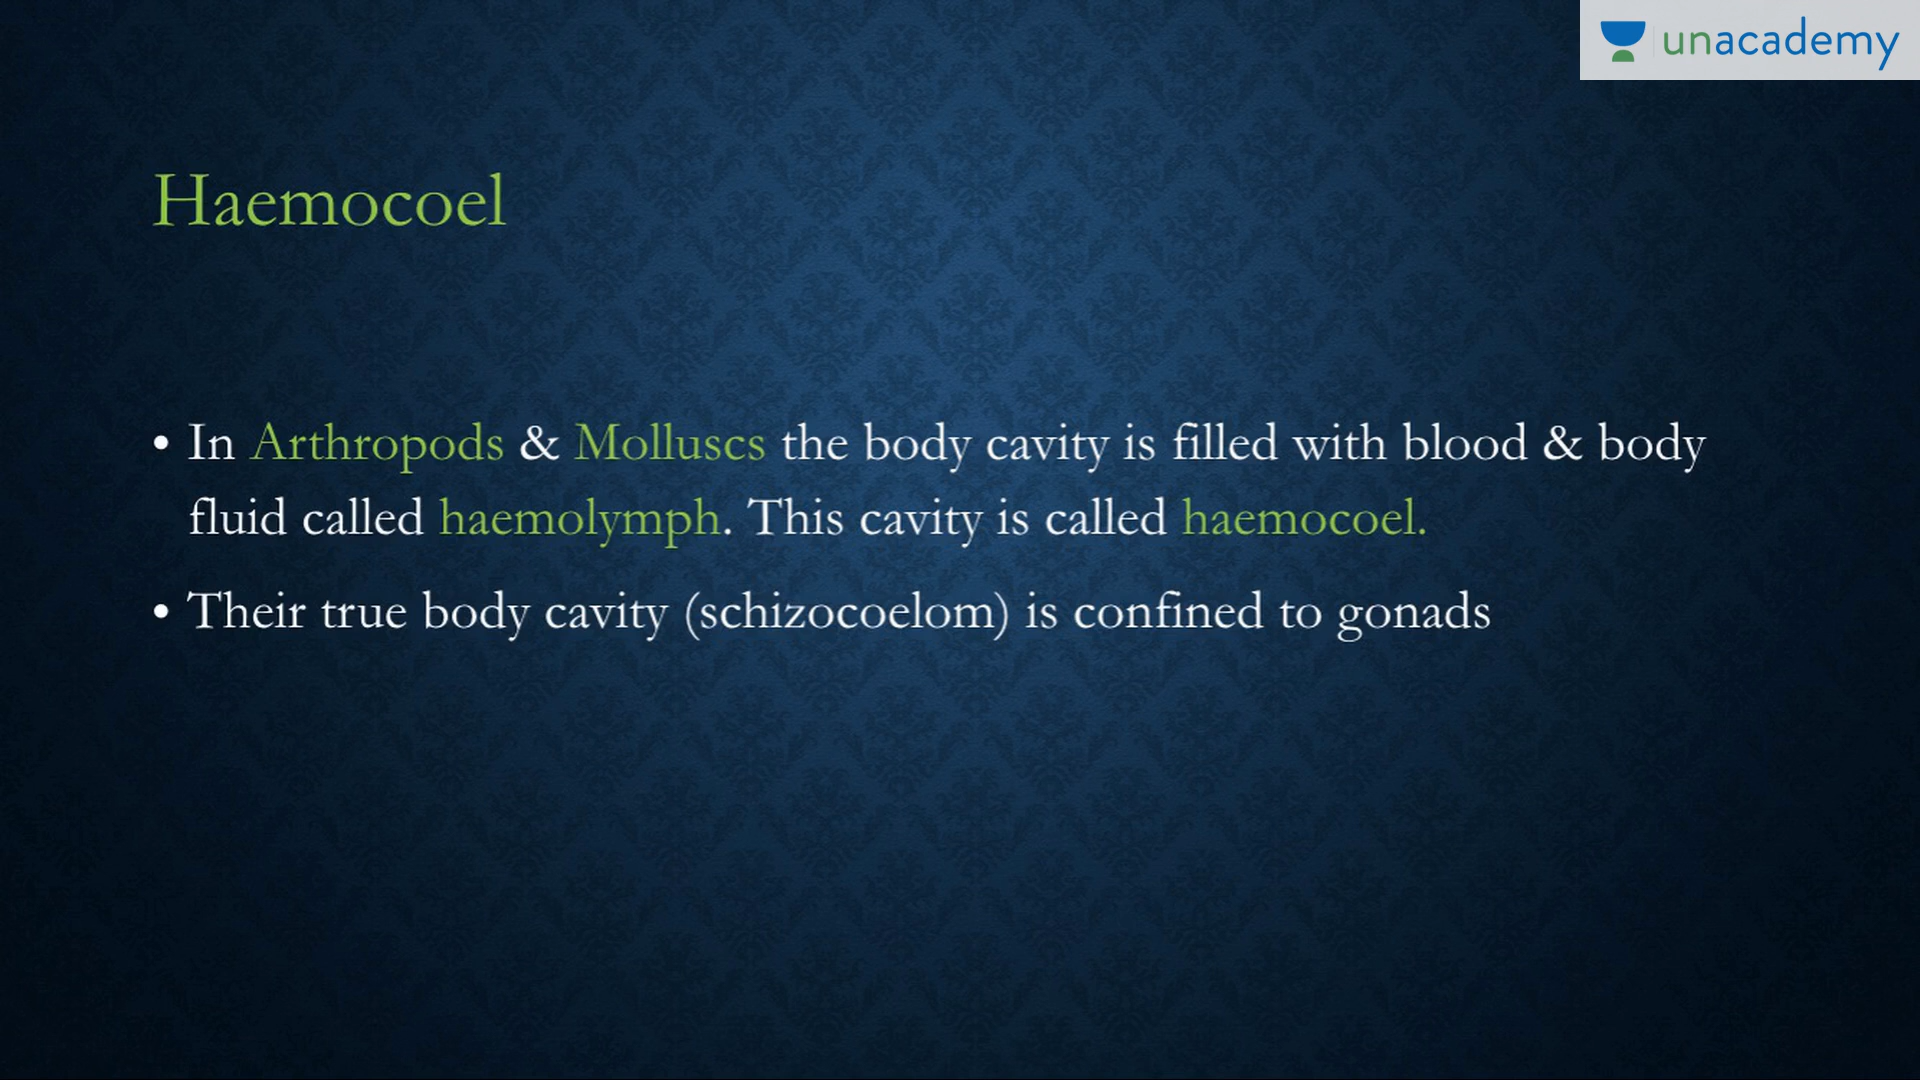 unacademy
Haemocoel
• In Arthropods & Molluscs the body cavity is filled with blood & body
fluid called haemolymph. This cavity is called haemocoel.
• Their true body cavity (schizocoelom) is confined to gonads